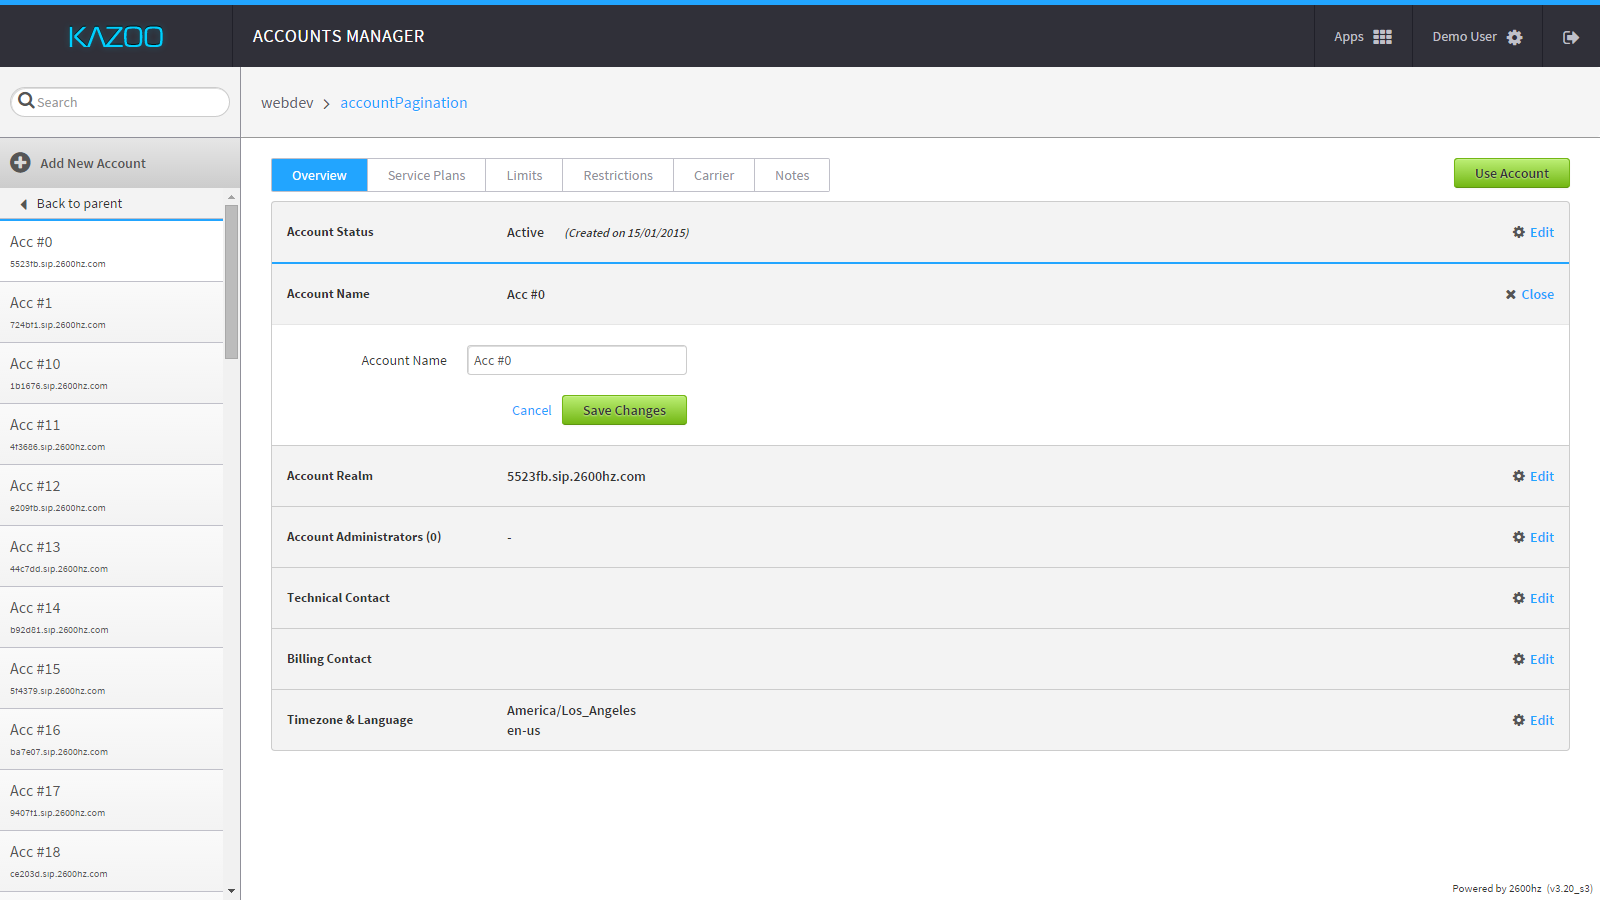 KAZOO
ACCOUNTS MANAGER
Apps
Demo User
Search
webdev > accountPagination
Add New Account
Back to parent
Acc #0
5523fb.sip.2600hz.com
Acc #1
724bf1.sip.2600hz.com
Acc #10
1b1676.sip.2600hz.com
Acc #11
4f3686.sip.2600hz.com
Acc #12
e209fb.sip.2600hz.com
Acc #13
44c7dd.sip.2600hz.com
Acc #14
b92d81.sip.2600hz.com
Acc #15
5f4379.sip.2600hz.com
Acc #16
ba7e07.sip.2600hz.com
Acc #17
9407f1.sip.2600hz.com
Acc #18
ce203d.sip.2600hz.com
Overview Service Plans Limits Restrictions Carrier Notes
Use Account
Account Status Active (Created on 15/01/2015) Edit
Account Name Acc #0 Close
Account Name Acc #0
Cancel Save Changes
Account Realm 5523fb.sip.2600hz.com Edit
Account Administrators (0) - Edit
Technical Contact Edit
Billing Contact Edit
Timezone & Language America/Los_Angeles Edit
en-us
Powered by 2600hz (v3.20_s3)